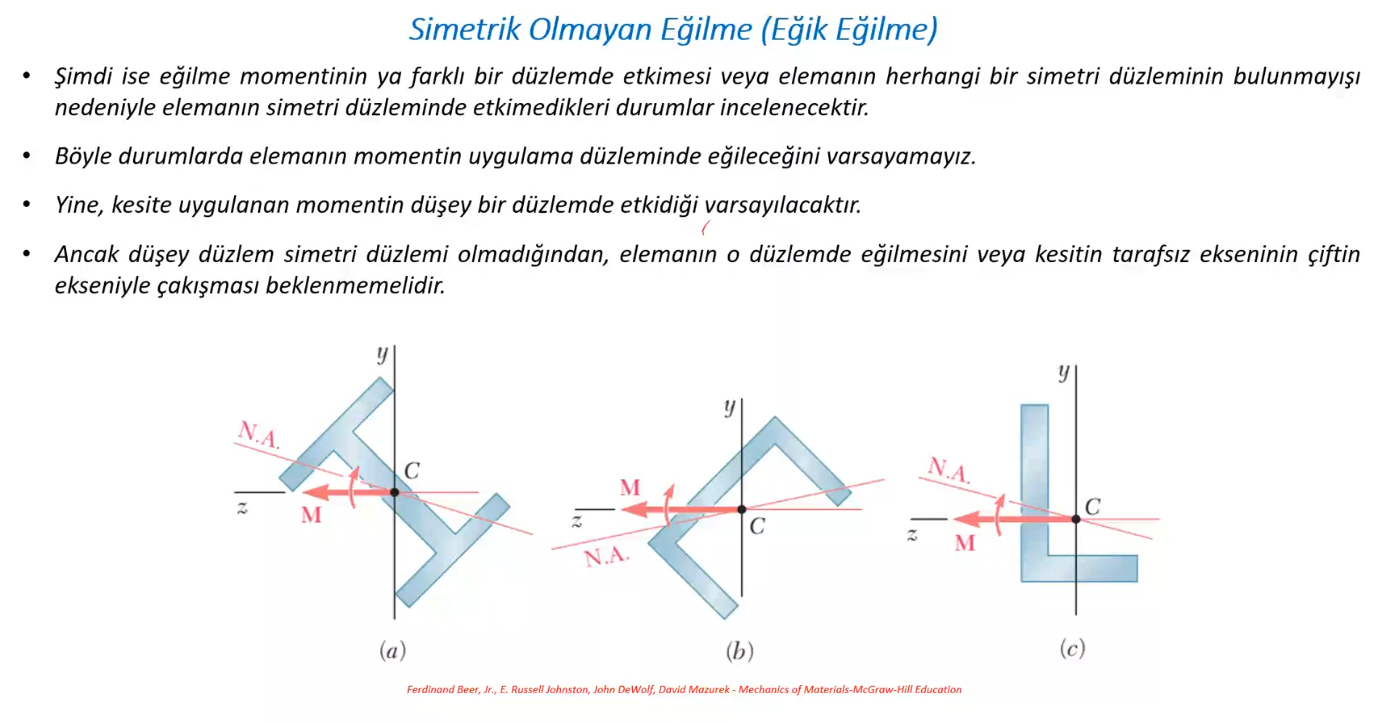 Simetrik Olmayan Eğilme (Eğik Eğilme)
• Şimdi ise eğilme momentinin ya farklı bir düzlemde etkimesi veya elemanın herhangi bir simetri düzleminin bulunmayışı
nedeniyle elemanın simetri düzleminde etkimedikleri durumlar incelenecektir.
• Böyle durumlarda elemanın momentin uygulama düzleminde eğileceğini varsayamayız.
• Yine, kesite uygulanan momentin düşey bir düzlemde etkidiği varsayılacaktır.
• Ancak düşey düzlem simetri düzlemi olmadığından, elemanın o düzlemde eğilmesini veya kesitin tarafsız ekseninin çiftin
ekseniyle çakışması beklenmemelidir.
y
N.A.
C
z
M
(a)
y
M
z
C
N.A.
(b)
y
N.A.
C
z
M
(c)
Ferdinand Beer, Jr., E. Russell Johnston, John DeWolf, David Mazurek - Mechanics of Materials-McGraw-Hill Education